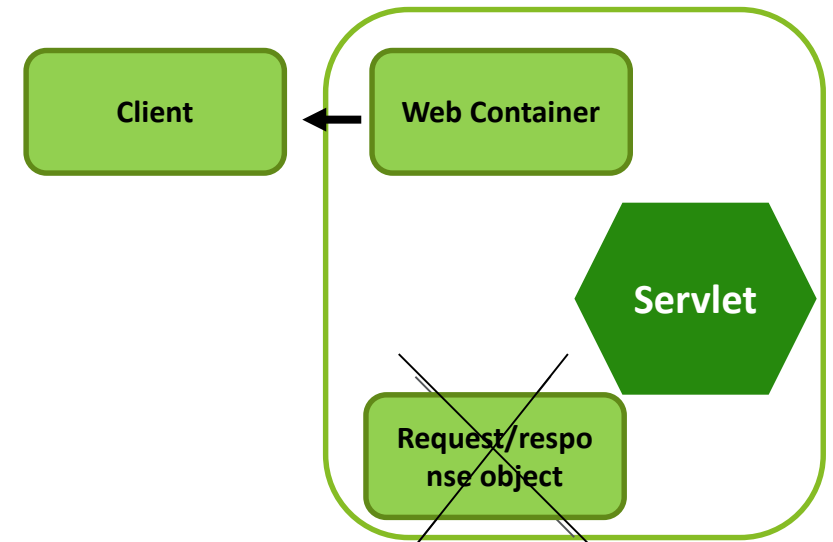 Client
Web Container
Servlet
Request/respo
nse object